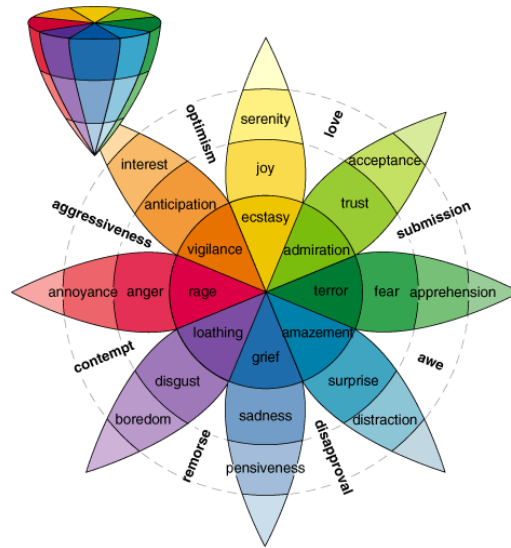 serenity
optimism
love
interest
acceptance
joy
anticipation
trust
aggressiveness
ecstasy
submission
vigilance
admiration
annoyance
anger
rage
terror
fear
apprehension
loathing
amazement
contempt
grief
awe
disgust
surprise
boredom
sadness
distraction
remorse
pensiveness
disapproval